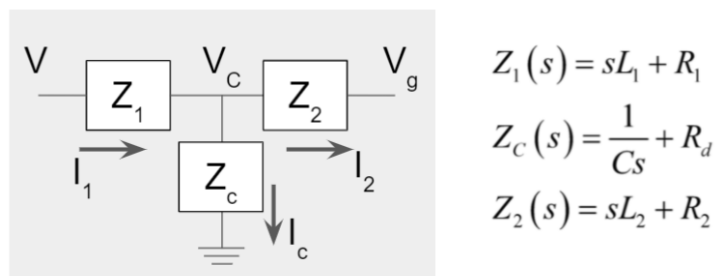 V V_C V_g
Z_1 Z_2
I_1 Z_c I_2
I_c
Z_1(s) = sL_1 + R_1
Z_C(s) = 1/Cs + R_d
Z_2(s) = sL_2 + R_2